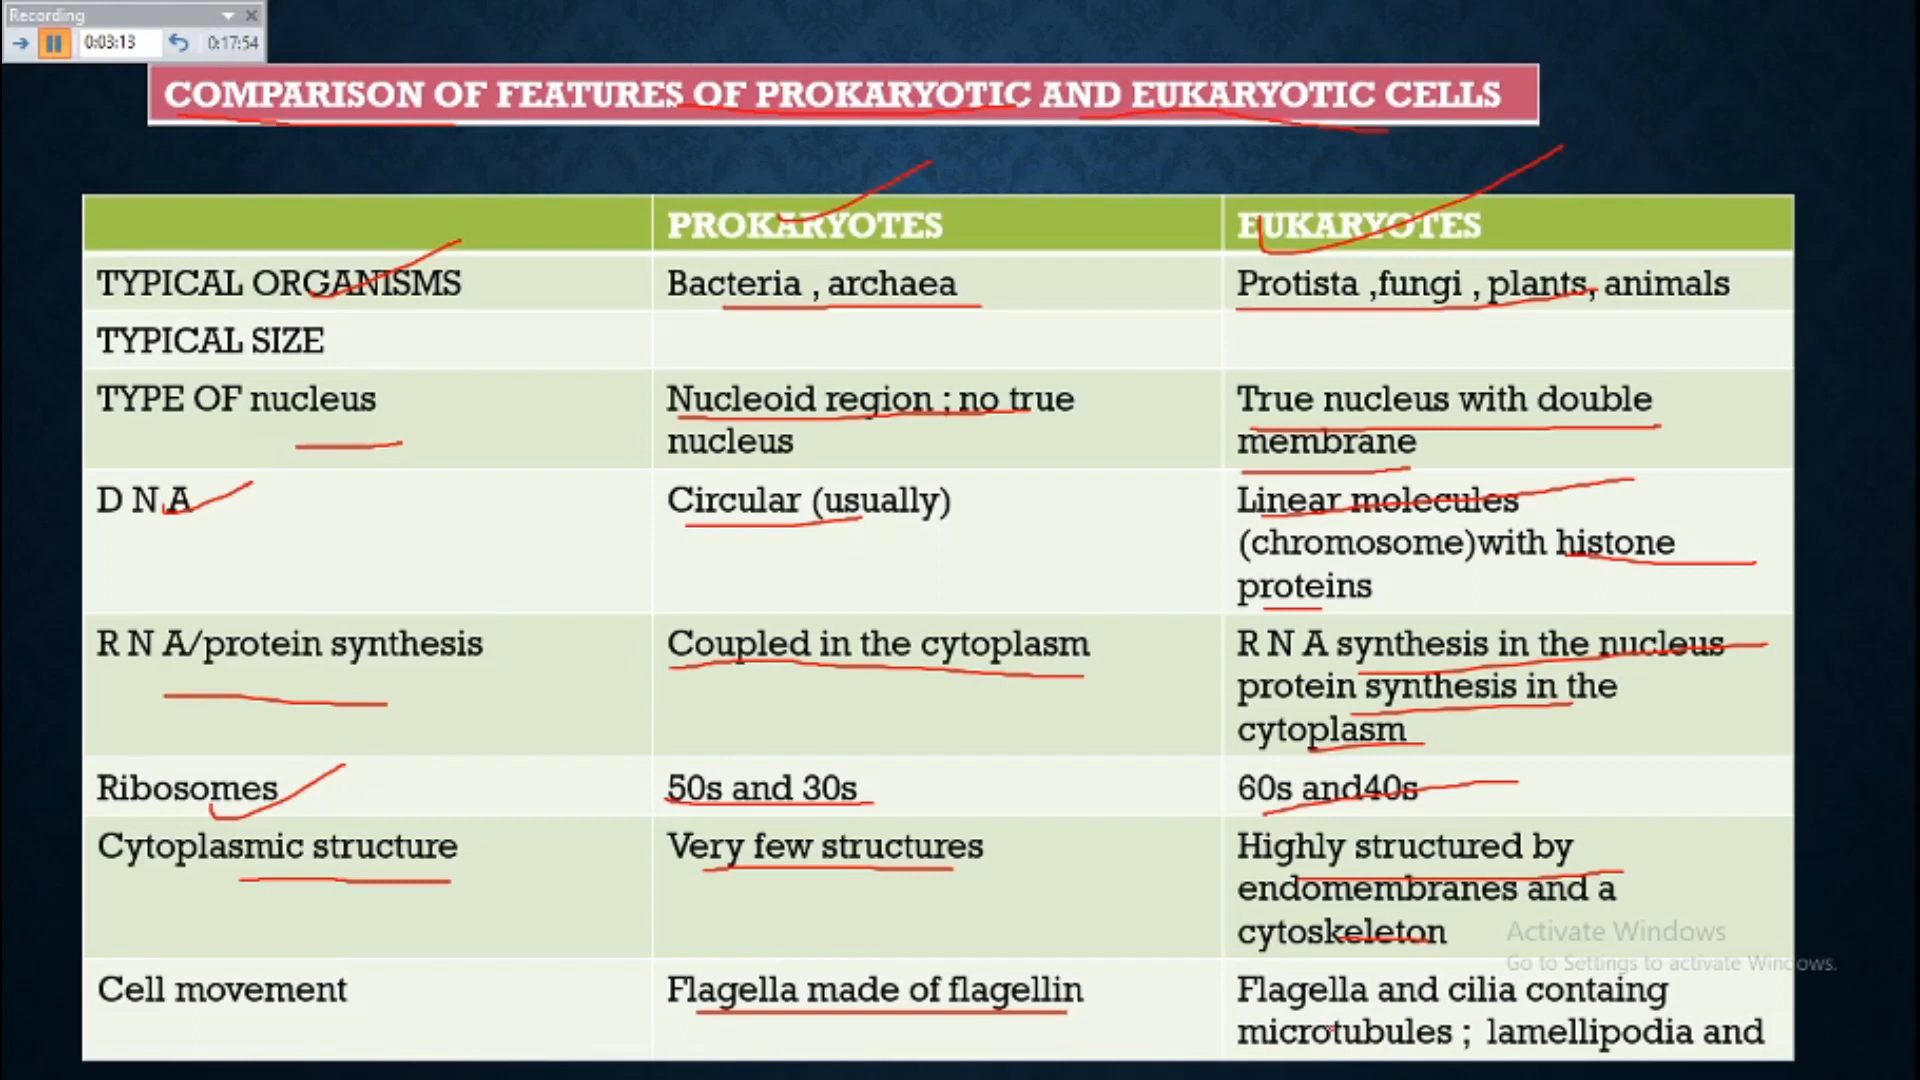 Recording
0:03:13
0:17:54
COMPARISON OF FEATURES OF PROKARYOTIC AND EUKARYOTIC CELLS
PROKARYOTES
EUKARYOTES
TYPICAL ORGANISMS
Bacteria , archaea
Protista ,fungi , plants, animals
TYPICAL SIZE
TYPE OF nucleus
Nucleoid region ; no true
nucleus
True nucleus with double
membrane
D N A
Circular (usually)
Linear molecules
(chromosome)with histone
proteins
R N A/protein synthesis
Coupled in the cytoplasm
R N A synthesis in the nucleus
protein synthesis in the
cytoplasm
Ribosomes
50s and 30s
60s and40s
Cytoplasmic structure
Very few structures
Highly structured by
endomembranes and a
cytoskeleton
Cell movement
Flagella made of flagellin
Flagella and cilia containg
microtubules ; lamellipodia and
Activate Windows
Go to Settings to activate Windows.